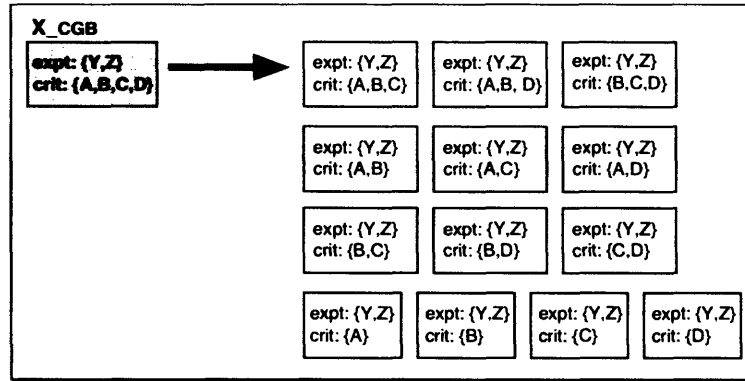 X_CGB
expt: {Y,Z}
crit: {A,B,C,D}
expt: {Y,Z}
crit: {A,B,C}
expt: {Y,Z}
crit: {A,B, D}
expt: {Y,Z}
crit: {B,C,D}
expt: {Y,Z}
crit: {A,B}
expt: {Y,Z}
crit: {A,C}
expt: {Y,Z}
crit: {A,D}
expt: {Y,Z}
crit: {B,C}
expt: {Y,Z}
crit: {B,D}
expt: {Y,Z}
crit: {C,D}
expt: {Y,Z}
crit: {A}
expt: {Y,Z}
crit: {B}
expt: {Y,Z}
crit: {C}
expt: {Y,Z}
crit: {D}